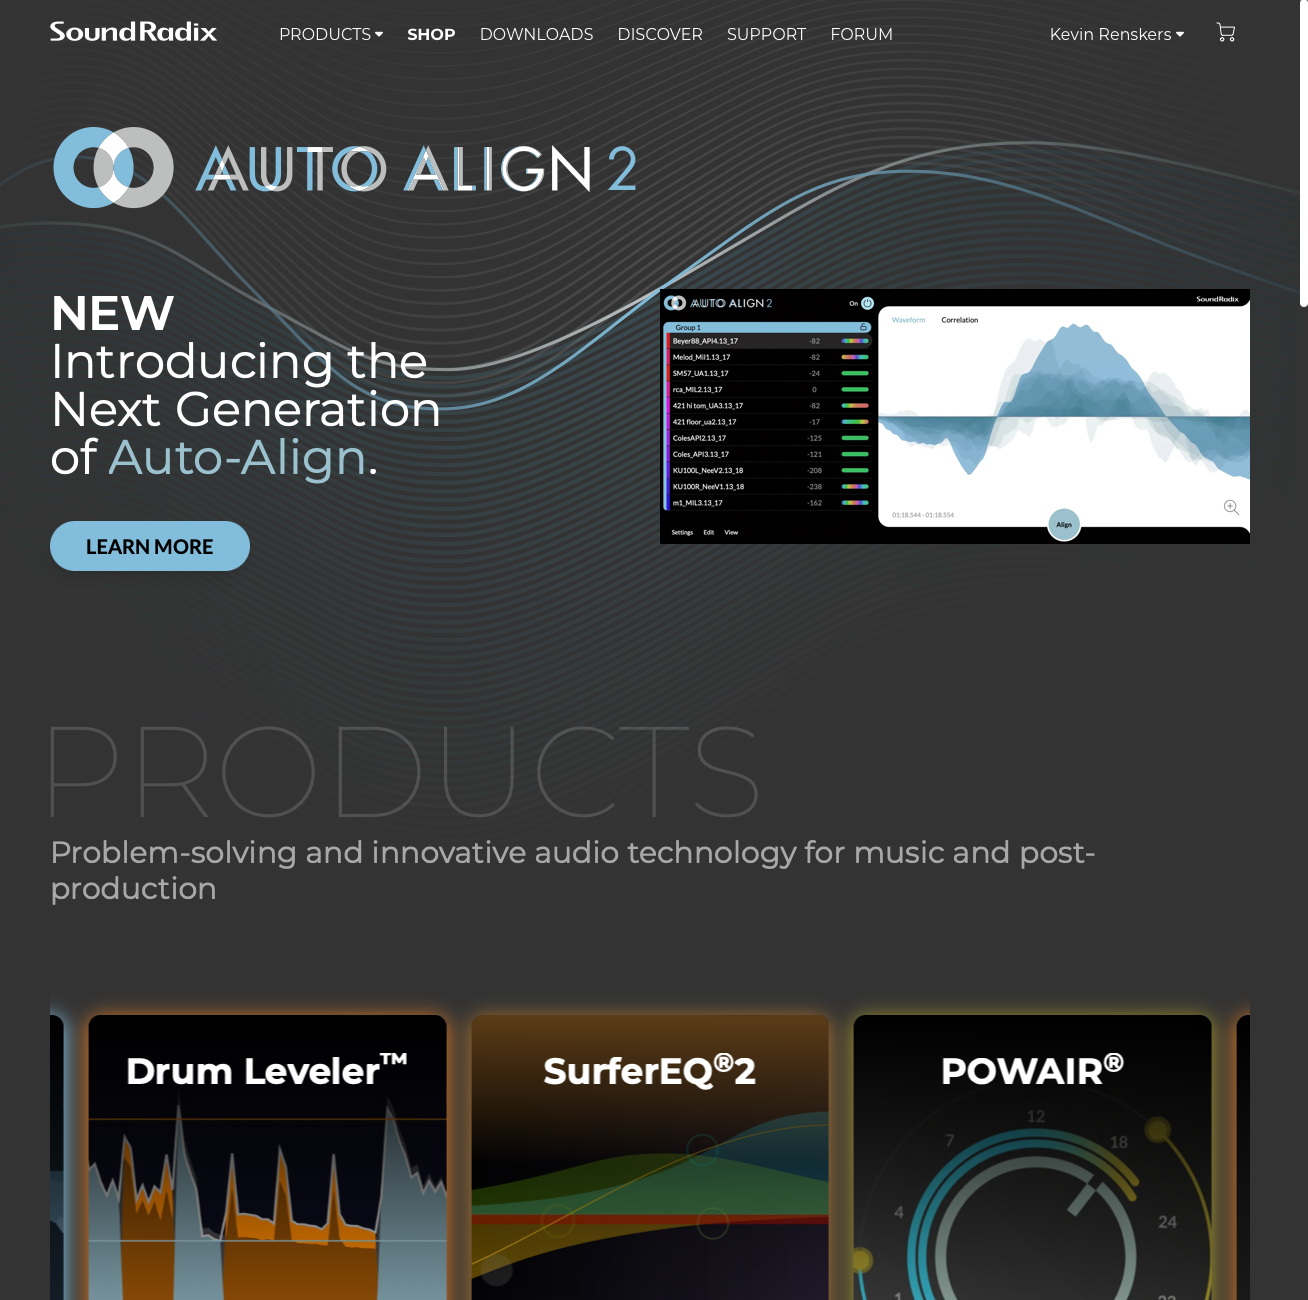 SoundRadix
PRODUCTS
SHOP
DOWNLOADS
DISCOVER
SUPPORT
FORUM
Kevin Renskers
AUTO ALIGN 2
NEW
Introducing the
Next Generation
of Auto-Align.
LEARN MORE
AUTO ALIGN 2
On
SoundRadix
Group 1
Waveform
Correlation
Beyer88_API4.13_17 -82
Melod_Mil1.13_17 -82
SM57_UA1.13_17 -24
rca_MIL2.13_17 0
421 hi tom_UA3.13_17 -82
421 floor_ua2.13_17 -17
ColesAPI2.13_17 -125
Coles_API3.13_17 -121
KU100L_NeeV2.13_18 -208
KU100R_NeeV1.13_18 -238
m1_MIL3.13_17 -162
01:18.544 - 01:18.554
Settings
Edit
View
Align
PRODUCTS
Problem-solving and innovative audio technology for music and post-
production
Drum Leveler™
SurferEQ®2
POWAIR®
12
7
18
4
24
1